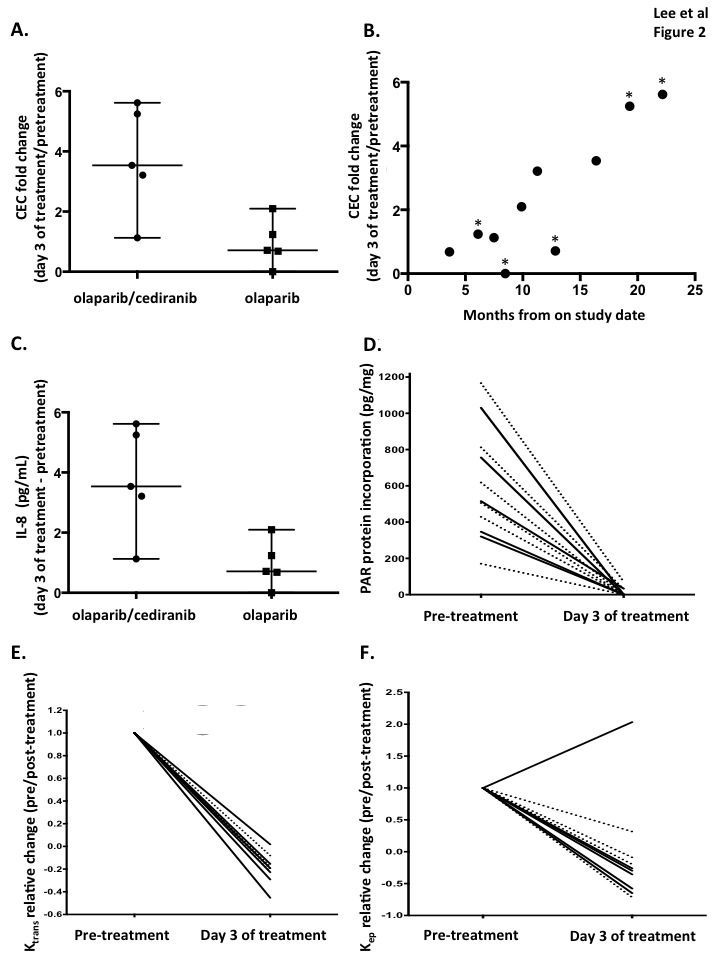 Lee et al
Figure 2
A.
CEC fold change
(day 3 of treatment/pretreatment)
6
4
2
0
olaparib/cediranib
olaparib
B.
CEC fold change
(day 3 of treatment/pretreatment)
6
4
2
0
*
*
*
*
*
0
5
10
15
20
25
Months from on study date
C.
IL-8 (pg/mL)
(day 3 of treatment - pretreatment)
6
4
2
0
olaparib/cediranib
olaparib
D.
PAR protein incorporation (pg/mg)
1200
1000
800
600
400
200
0
Pre-treatment
Day 3 of treatment
E.
Ktrans relative change (pre/post-treatment)
1.2
1.0
0.8
0.6
0.4
0.2
0.0
-0.2
-0.4
-0.6
Pre-treatment
Day 3 of treatment
F.
Kep relative change (pre/post-treatment)
2.5
2.0
1.5
1.0
0.5
0.0
-0.5
-1.0
Pre-treatment
Day 3 of treatment